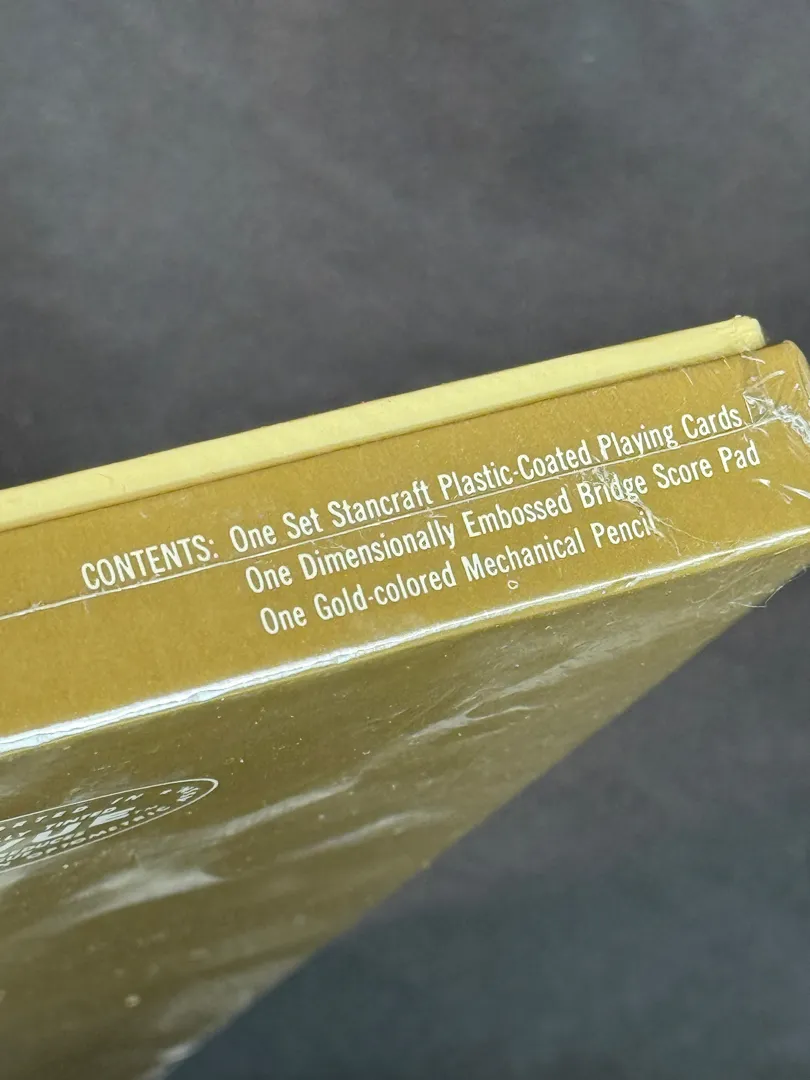 CONTENTS: One Set Stancraft Plastic-Coated Playing Cards
One Dimensionally Embossed Bridge Score Pad
One Gold-colored Mechanical Pencil